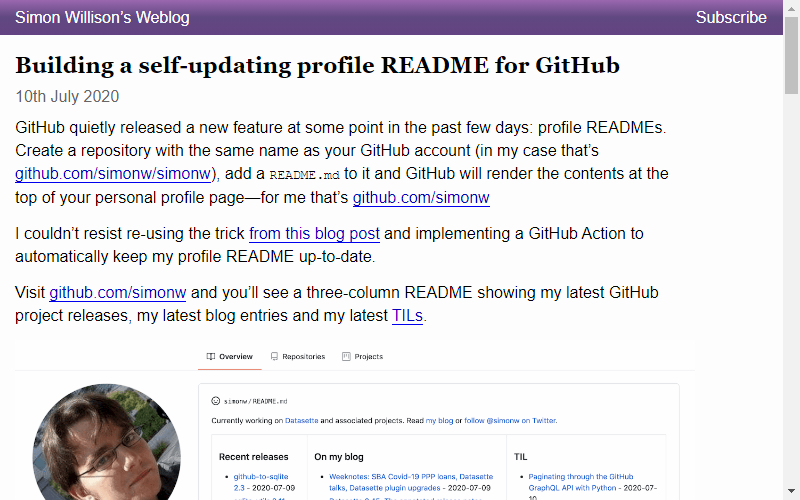 Simon Willison’s Weblog
Subscribe
Building a self-updating profile README for GitHub
10th July 2020
GitHub quietly released a new feature at some point in the past few days: profile READMEs.
Create a repository with the same name as your GitHub account (in my case that’s
github.com/simonw/simonw), add a README.md to it and GitHub will render the contents at the
top of your personal profile page—for me that’s github.com/simonw
I couldn’t resist re-using the trick from this blog post and implementing a GitHub Action to
automatically keep my profile README up-to-date.
Visit github.com/simonw and you’ll see a three-column README showing my latest GitHub
project releases, my latest blog entries and my latest TILs.
Overview Repositories Projects
simonw/README.md
Currently working on Datasette and associated projects. Read my blog or follow @simonw on Twitter.
Recent releases
github-to-sqlite
2.3 - 2020-07-09
On my blog
Weeknotes: SBA Covid-19 PPP loans, Datasette
talks, Datasette plugin upgrades - 2020-07-09
TIL
Paginating through the GitHub
GraphQL API with Python - 2020-07-